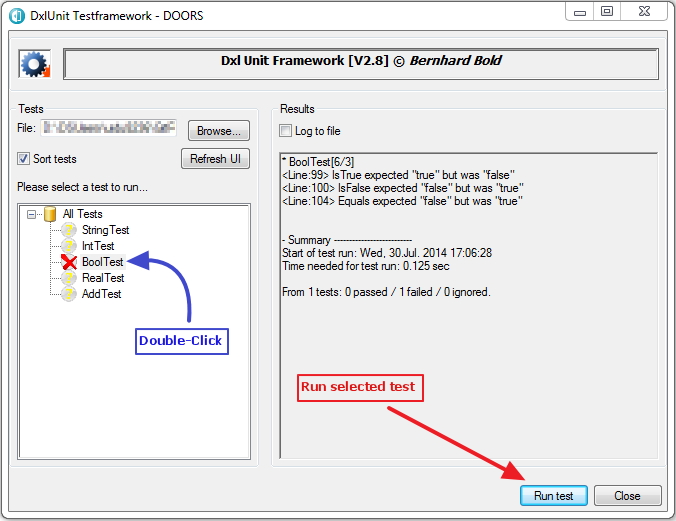 DxlUnit Testframework - DOORS
Dxl Unit Framework [V2.8] © Bernhard Bold
Tests
File:
Browse...
Sort tests
Refresh UI
Please select a test to run...
All Tests
StringTest
IntTest
BoolTest
RealTest
AddTest
Double-Click
Results
Log to file
* BoolTest[6/3]
<Line:99> IsTrue expected "true" but was "false"
<Line:100> IsFalse expected "false" but was "true"
<Line:104> Equals expected "false" but was "true"
- Summary -------------------------
Start of test run: Wed, 30.Jul. 2014 17:06:28
Time needed for test run: 0.125 sec
From 1 tests: 0 passed / 1 failed / 0 ignored.
Run selected test
Run test
Close